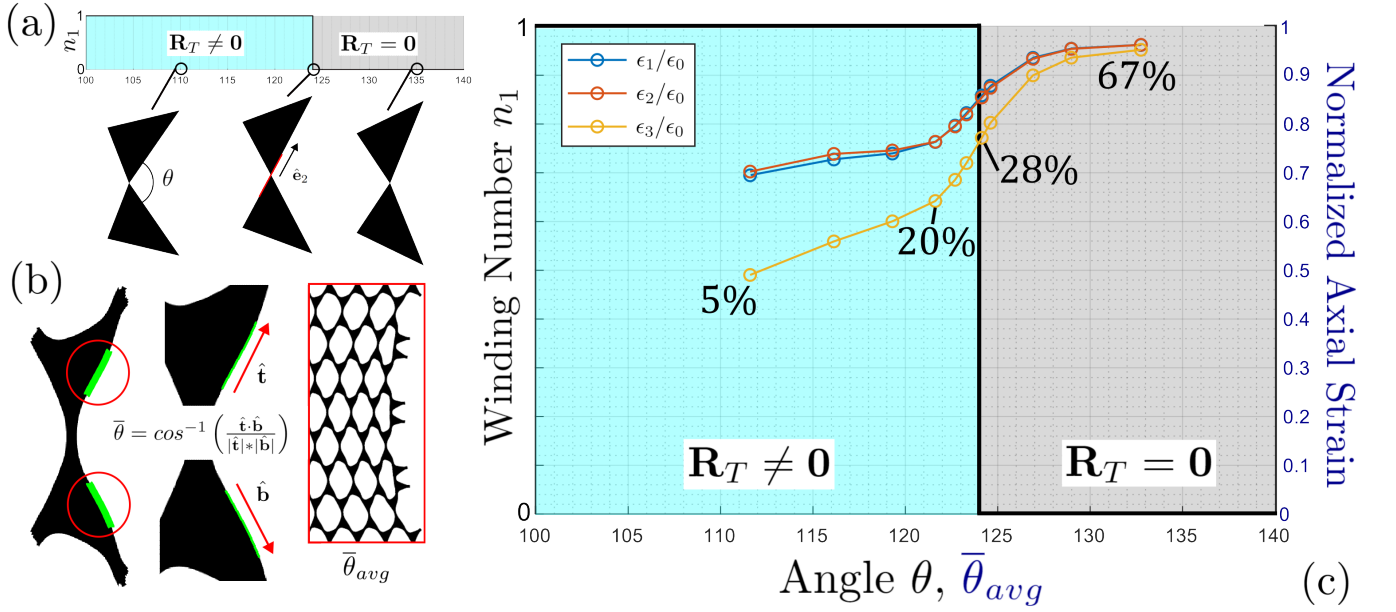 (a)
n₁
1
0
R_T ≠ 0
R_T = 0
100 105 110 115 120 125 130 135 140
θ
ê₂
(b)
t̂
θ̄ = cos⁻¹ ( t̂·b̂ / |t̂|∗|b̂| )
b̂
θ̄_avg
Winding Number n₁
1
0
ϵ₁/ϵ₀
ϵ₂/ϵ₀
ϵ₃/ϵ₀
67%
28%
20%
5%
R_T ≠ 0
R_T = 0
1
0.9
0.8
0.7
0.6
0.5
0.4
0.3
0.2
0.1
0
Normalized Axial Strain
100 105 110 115 120 125 130 135 140
Angle θ, θ̄_avg
(c)